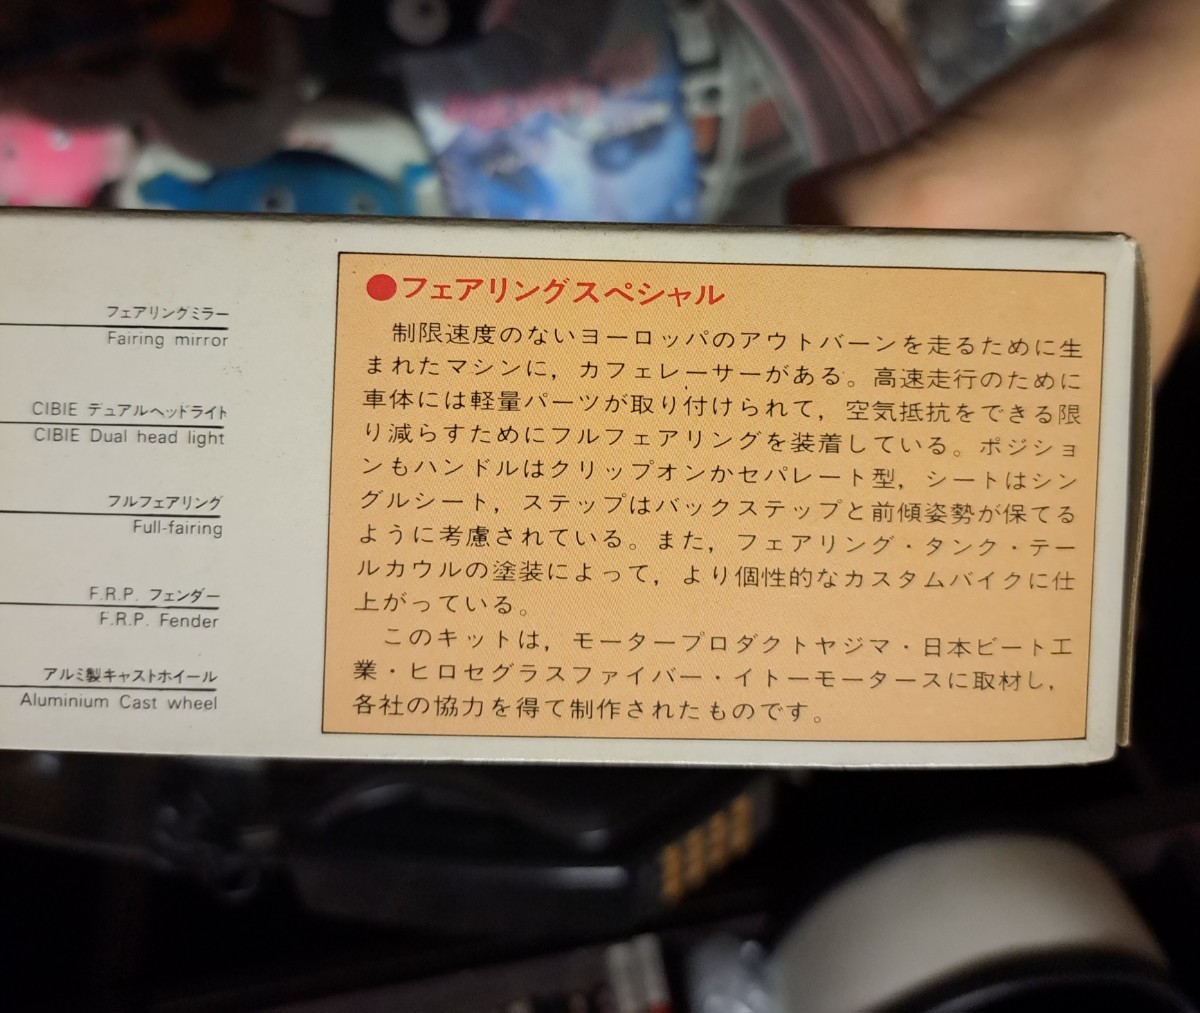 フェアリングミラー
Fairing mirror
CIBIE デュアルヘッドライト
CIBIE Dual head light
フルフェアリング
Full-fairing
F.R.P. フェンダー
F.R.P. Fender
アルミ製キャストホイール
Aluminium Cast wheel
●フェアリングスペシャル
制限速度のないヨーロッパのアウトバーンを走るために生
まれたマシンに，カフェレーサーがある。高速走行のために
車体には軽量パーツが取り付けられて，空気抵抗をできる限
り減らすためにフルフェアリングを装着している。ポジショ
ンもハンドルはクリップオンかセパレート型，シートはシン
グルシート，ステップはバックステップと前傾姿勢が保てる
ように考慮されている。また，フェアリング・タンク・テー
ルカウルの塗装によって，より個性的なカスタムバイクに仕
上がっている。
このキットは，モータープロダクトヤジマ・日本ビート工
業・ヒロセグラスファイバー・イトーモータースに取材し，
各社の協力を得て制作されたものです。